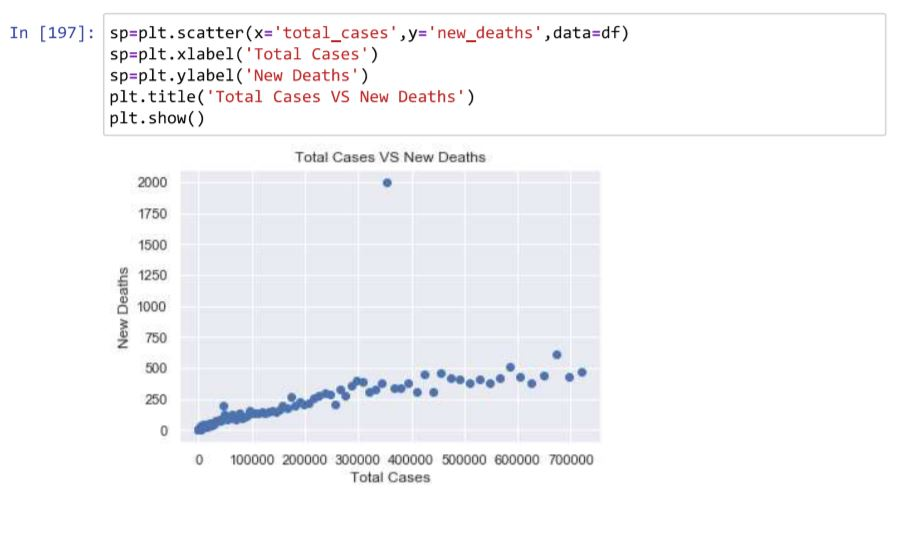 In [197]: sp=plt.scatter(x='total_cases',y='new_deaths',data=df)
sp=plt.xlabel('Total Cases')
sp=plt.ylabel('New Deaths')
plt.title('Total Cases VS New Deaths')
plt.show()
Total Cases VS New Deaths
2000
1750
1500
1250
1000
750
500
250
0
New Deaths
0 100000 200000 300000 400000 500000 600000 700000
Total Cases